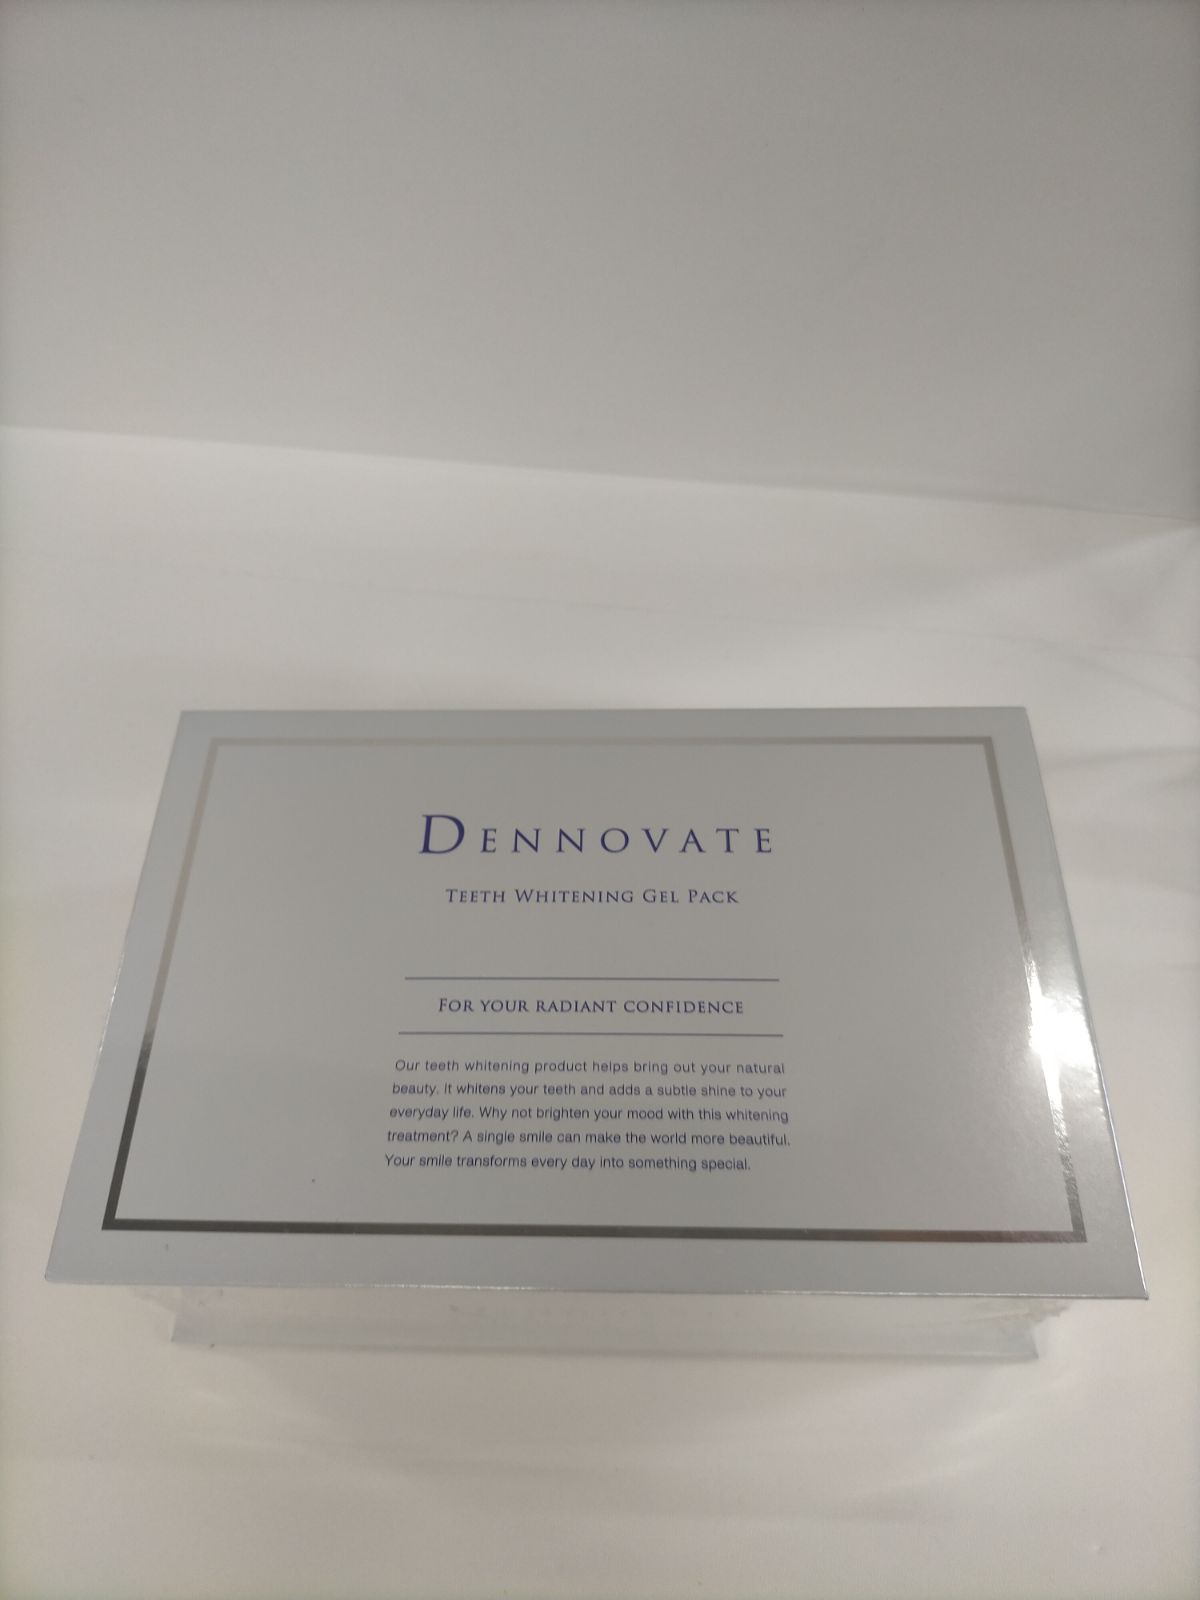 DENNOVATE
TEETH WHITENING GEL PACK
FOR YOUR RADIANT CONFIDENCE
Our teeth whitening product helps bring out your natural
beauty. It whitens your teeth and adds a subtle shine to your
everyday life. Why not brighten your mood with this whitening
treatment? A single smile can make the world more beautiful.
Your smile transforms every day into something special.